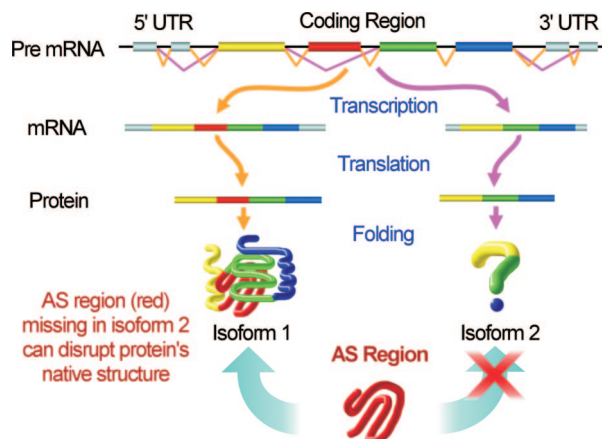 5' UTR
Coding Region
3' UTR
Pre mRNA
Transcription
mRNA
Translation
Protein
Folding
AS region (red)
missing in isoform 2
can disrupt protein's
native structure
Isoform 1
Isoform 2
AS Region